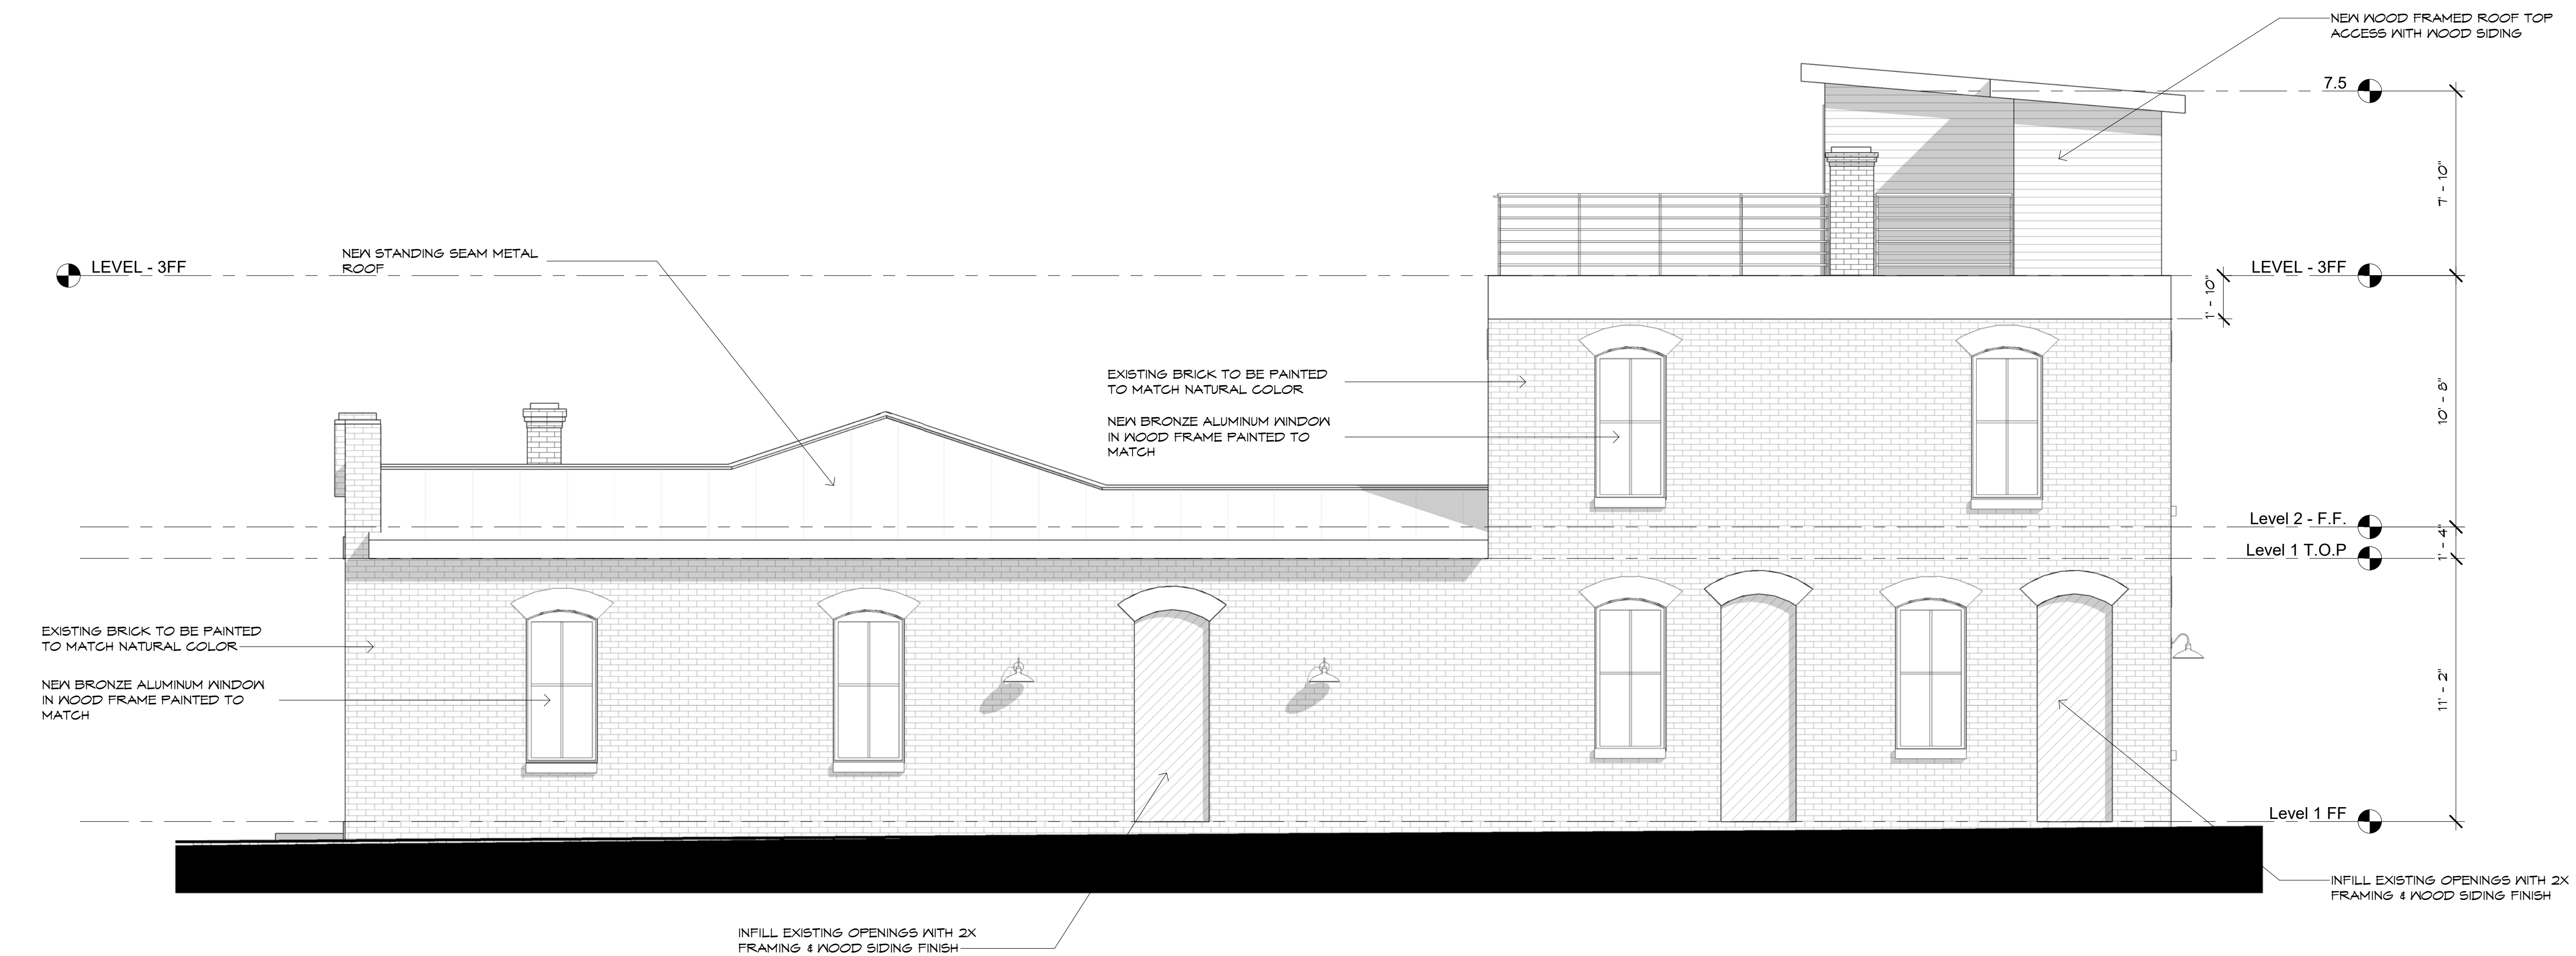 NEW WOOD FRAMED ROOF TOP
ACCESS WITH WOOD SIDING
7.5
7' - 10"
NEW STANDING SEAM METAL
ROOF
LEVEL - 3FF
LEVEL - 3FF
1' - 10"
EXISTING BRICK TO BE PAINTED
TO MATCH NATURAL COLOR
10' - 8"
NEW BRONZE ALUMINUM WINDOW
IN WOOD FRAME PAINTED TO
MATCH
Level 2 - F.F.
1' - 4"
Level 1 T.O.P
EXISTING BRICK TO BE PAINTED
TO MATCH NATURAL COLOR
NEW BRONZE ALUMINUM WINDOW
IN WOOD FRAME PAINTED TO
MATCH
11' - 2"
Level 1 FF
INFILL EXISTING OPENINGS WITH 2X
FRAMING & WOOD SIDING FINISH
INFILL EXISTING OPENINGS WITH 2X
FRAMING & WOOD SIDING FINISH